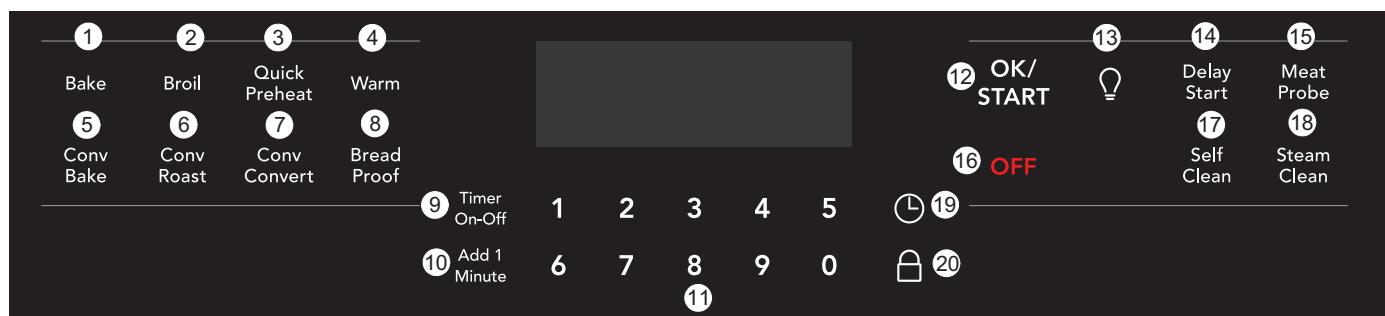 1 2 3 4
Bake Broil Quick Preheat Warm
5 6 7 8
Conv Bake Conv Roast Conv Convert Bread Proof
13 14 15
12 OK/ START Delay Start Meat Probe
17 18
16 OFF Self Clean Steam Clean
9 Timer On-Off 1 2 3 4 5 19
10 Add 1 Minute 6 7 8 9 0 20
11